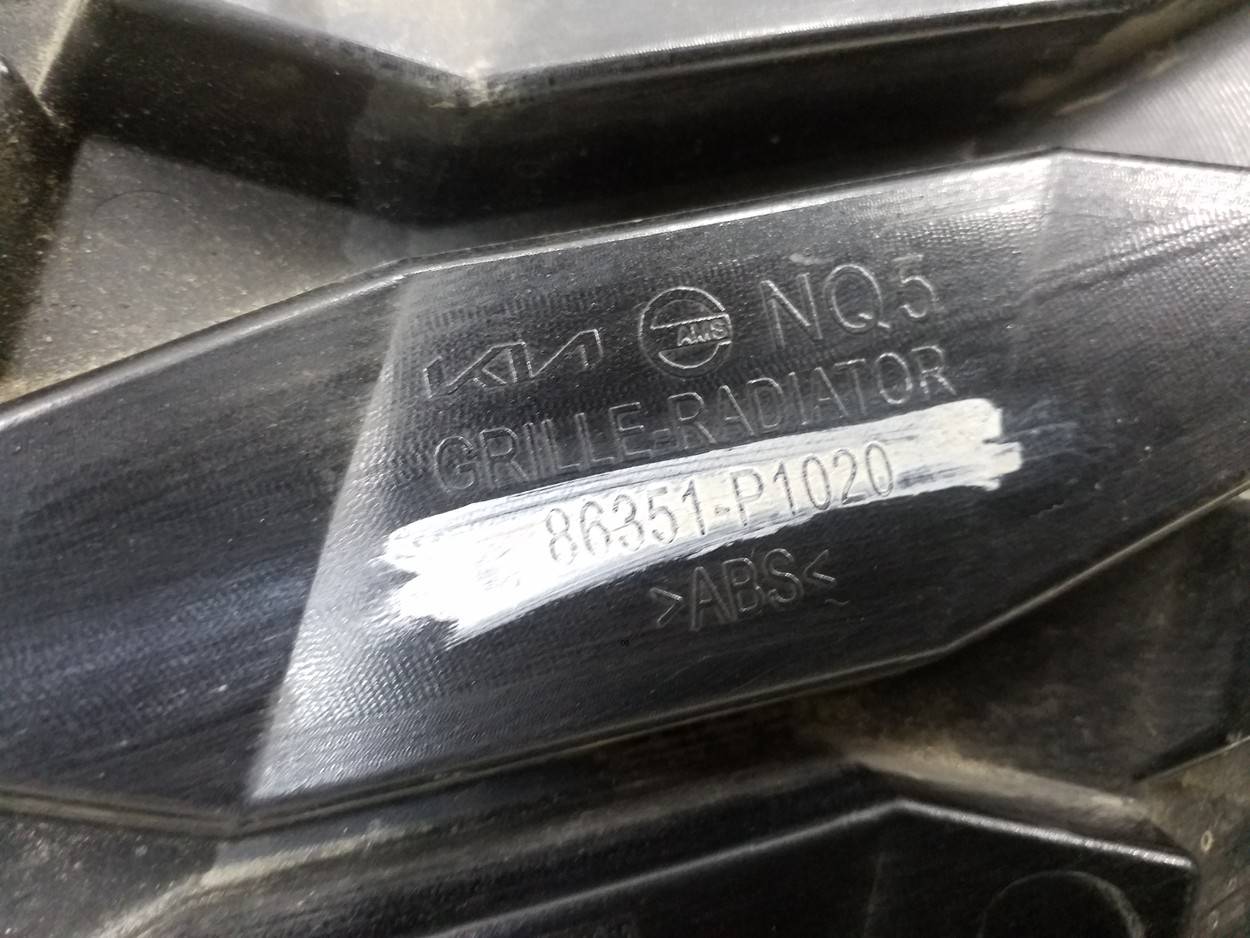 KIA AMS NQ5
GRILLE-RADIATOR
86351-P1020
>ABS<